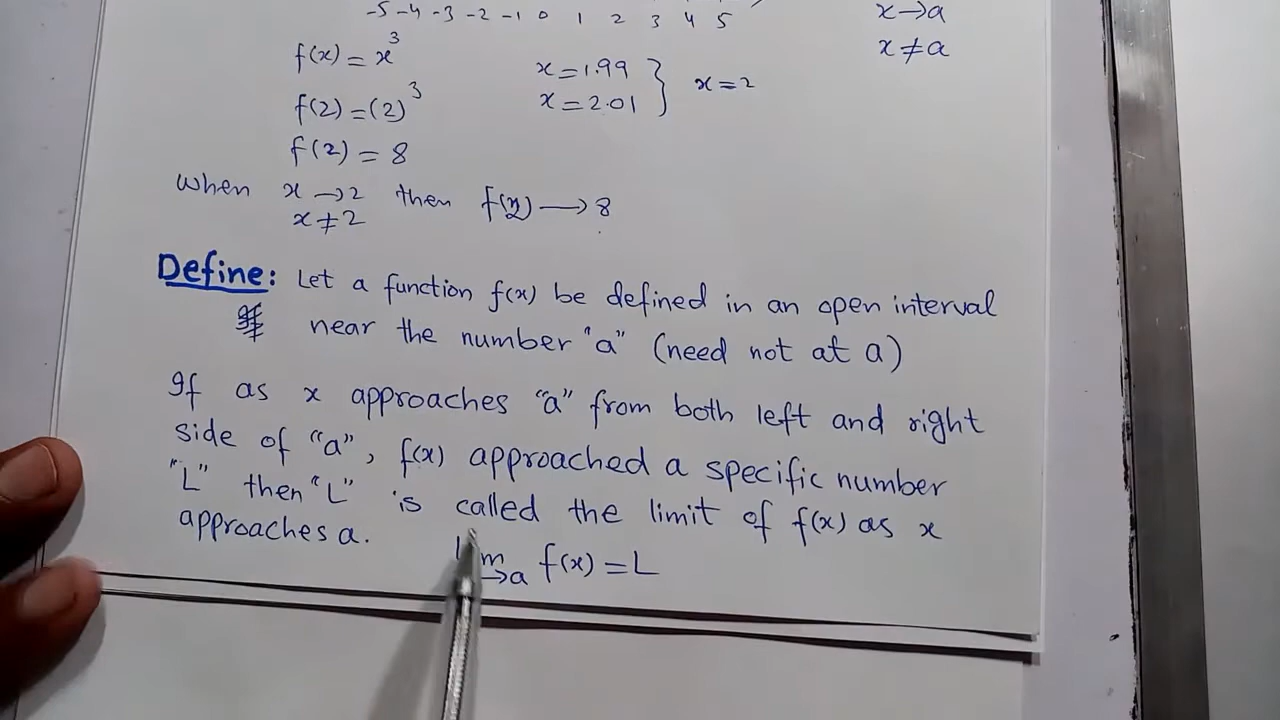 -5 -4 -3 -2 -1 0 1 2 3 4 5
x→a
x≠a
f(x) = x³
x=1.99
x=2.01
x=2
f(2) = (2)³
f(2) = 8
When x→2 then f(x) → 8
x≠2
Define: Let a function f(x) be defined in an open interval
near the number "a" (need not at a)
If as x approaches "a" from both left and right
side of "a", f(x) approached a specific number
"L" then "L" is called the limit of f(x) as x
approaches a.
f(x) = L
→a